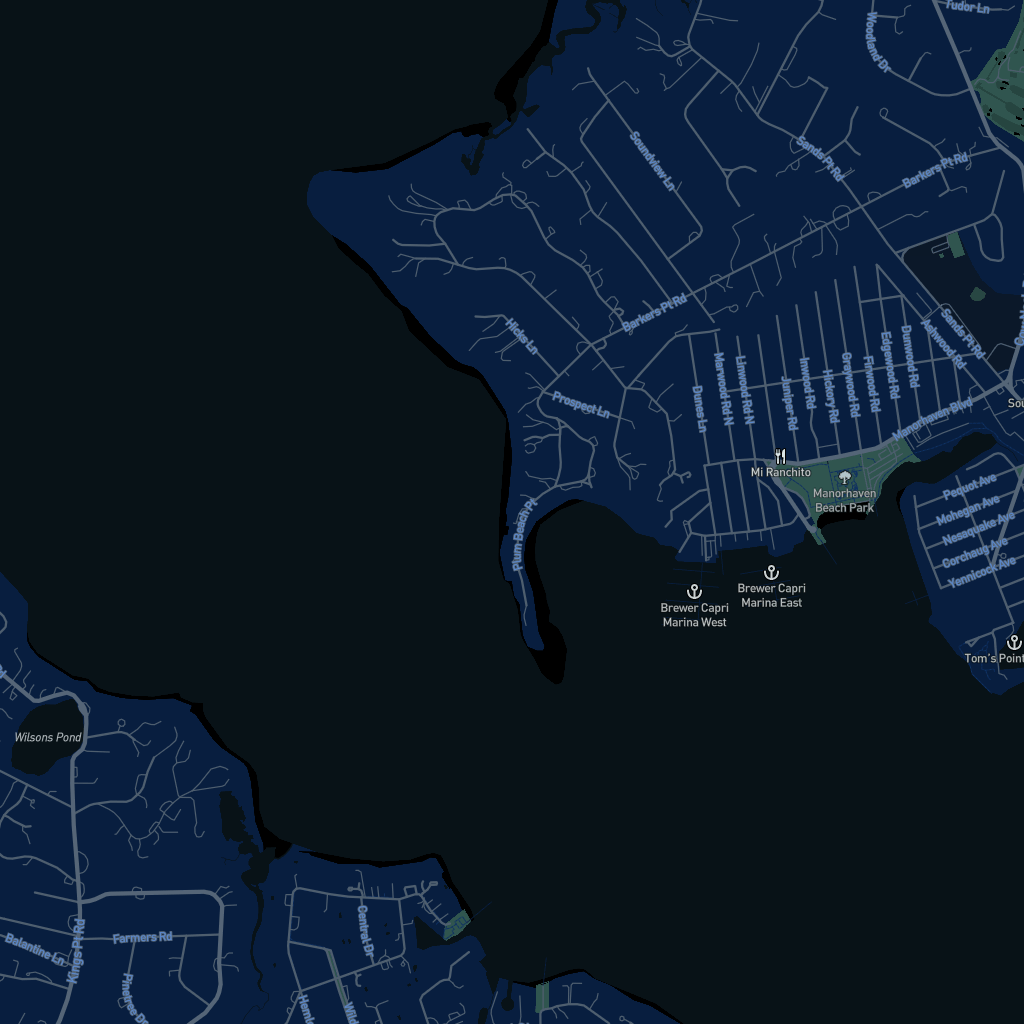 Tudor Ln
Woodland Dr
Soundview Ln
Sands Pt Rd
Barkers Pt Rd
Barkers Pt Rd
Hicks Ln
Sands Pt Rd
Ashwood Rd
Dunwood Rd
Edgewood Rd
Firwood Rd
Graywood Rd
Hickory Rd
Inwood Rd
Juniper Rd
Linwood Rd N
Marwood Rd N
Dunes Ln
Prospect Ln
Manorhaven Blvd
Mi Ranchito
Manorhaven
Beach Park
Pequot Ave
Mohegan Ave
Nesaquake Ave
Gorchaug Ave
Yennicock Ave
Plum Beach Pt
Brewer Capri
Marina East
Brewer Capri
Marina West
Tom's Point
Wilsons Pond
Kings Pt Rd
Farmers Rd
Balantine Ln
Pinetree Dr
Central Dr